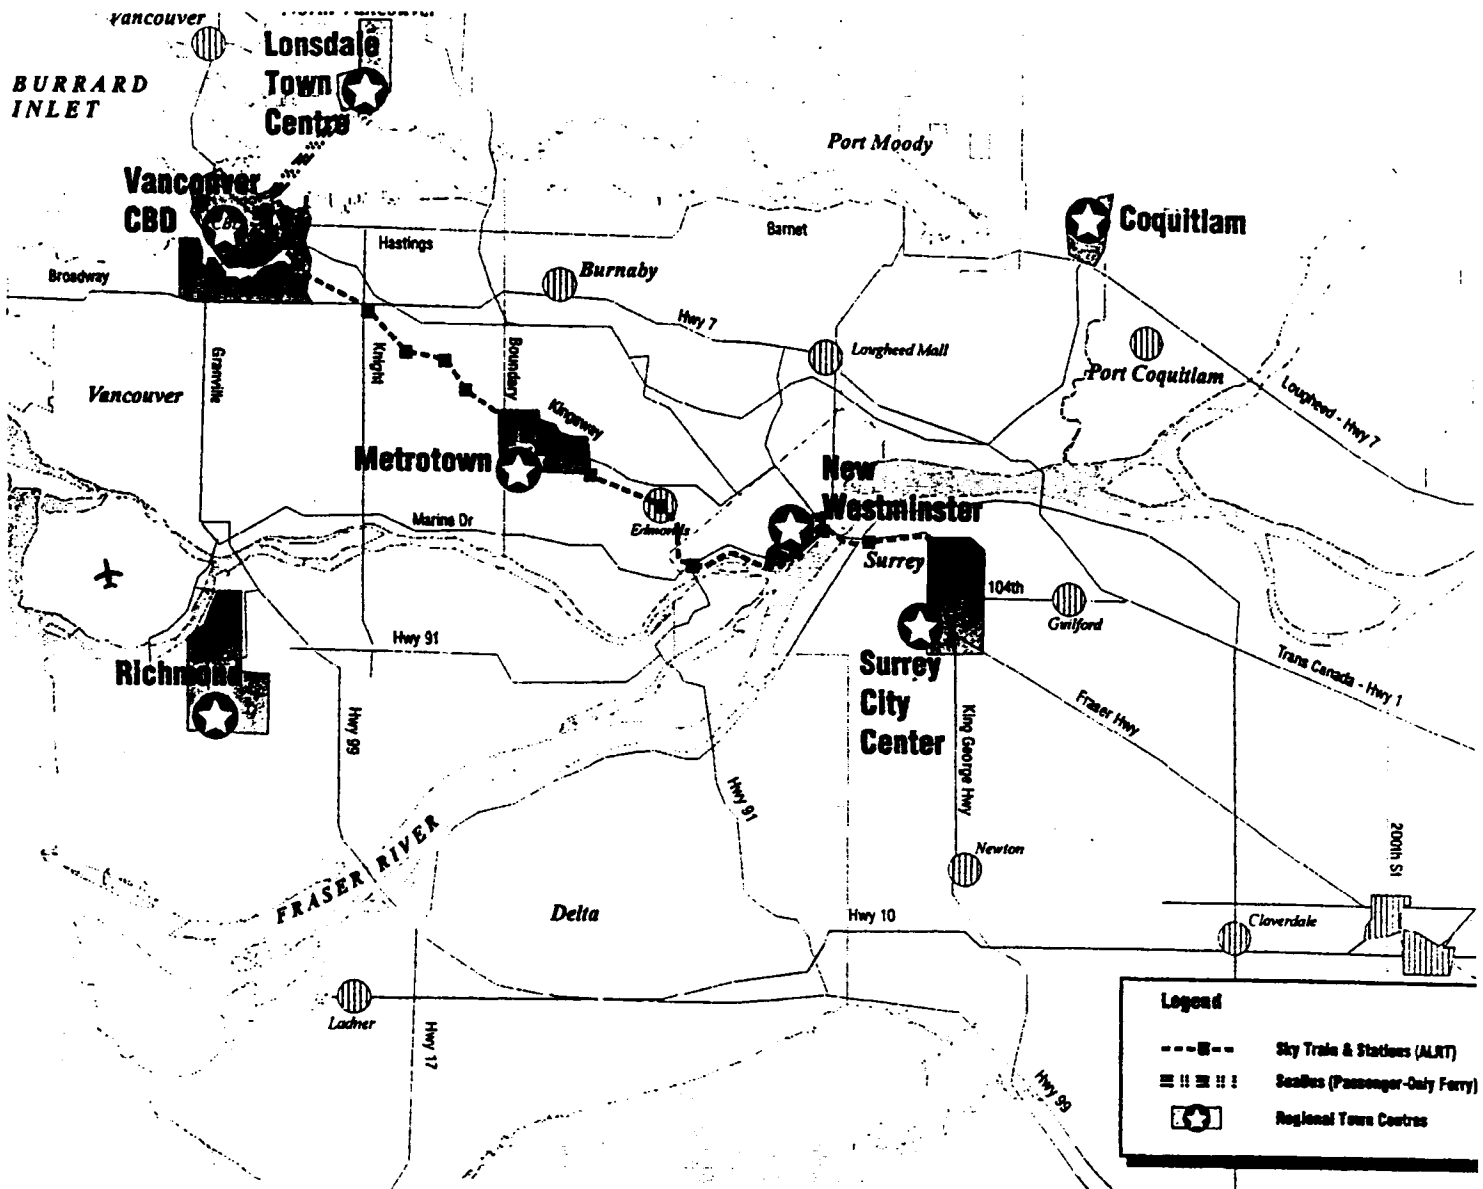 Vancouver
North Vancouver
Lonsdale
Town
Centre
BURRARD
INLET
Port Moody
Vancouver
CBD
CBD
Coquitlam
Hastings
Barnet
Broadway
Burnaby
Hwy 7
Granville
Knight
Boundary
Lougheed Mall
Port Coquitlam
Vancouver
Kingsway
Lougheed - Hwy 7
Metrotown
New
Westminster
Marine Dr
Edmonds
Surrey
104th
Guilford
Hwy 91
Richmond
Surrey
City
Center
Trans Canada - Hwy 1
Fraser Hwy
Hwy 99
King George Hwy
Hwy 91
FRASER RIVER
Newton
200th St
Delta
Hwy 10
Cloverdale
Ladner
Hwy 17
Hwy 99
Legend
Sky Train & Stations (ALRT)
SeaBus (Passenger-Only Ferry)
Regional Town Centres